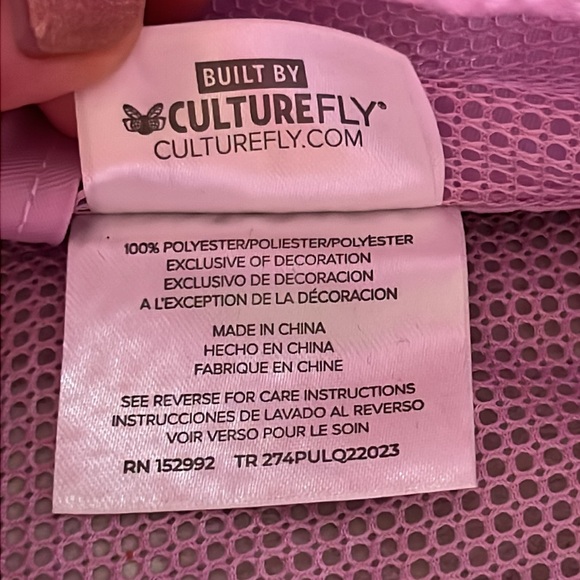 BUILT BY
CULTUREFLY®
CULTUREFLY.COM
100% POLYESTER/POLIESTER/POLYESTER
EXCLUSIVE OF DECORATION
EXCLUSIVO DE DECORACION
A L'EXCEPTION DE LA DÉCORACION
MADE IN CHINA
HECHO EN CHINA
FABRIQUE EN CHINE
SEE REVERSE FOR CARE INSTRUCTIONS
INSTRUCCIONES DE LAVADO AL REVERSO
VOIR VERSO POUR LE SOIN
RN 152992 TR 274PULQ22023